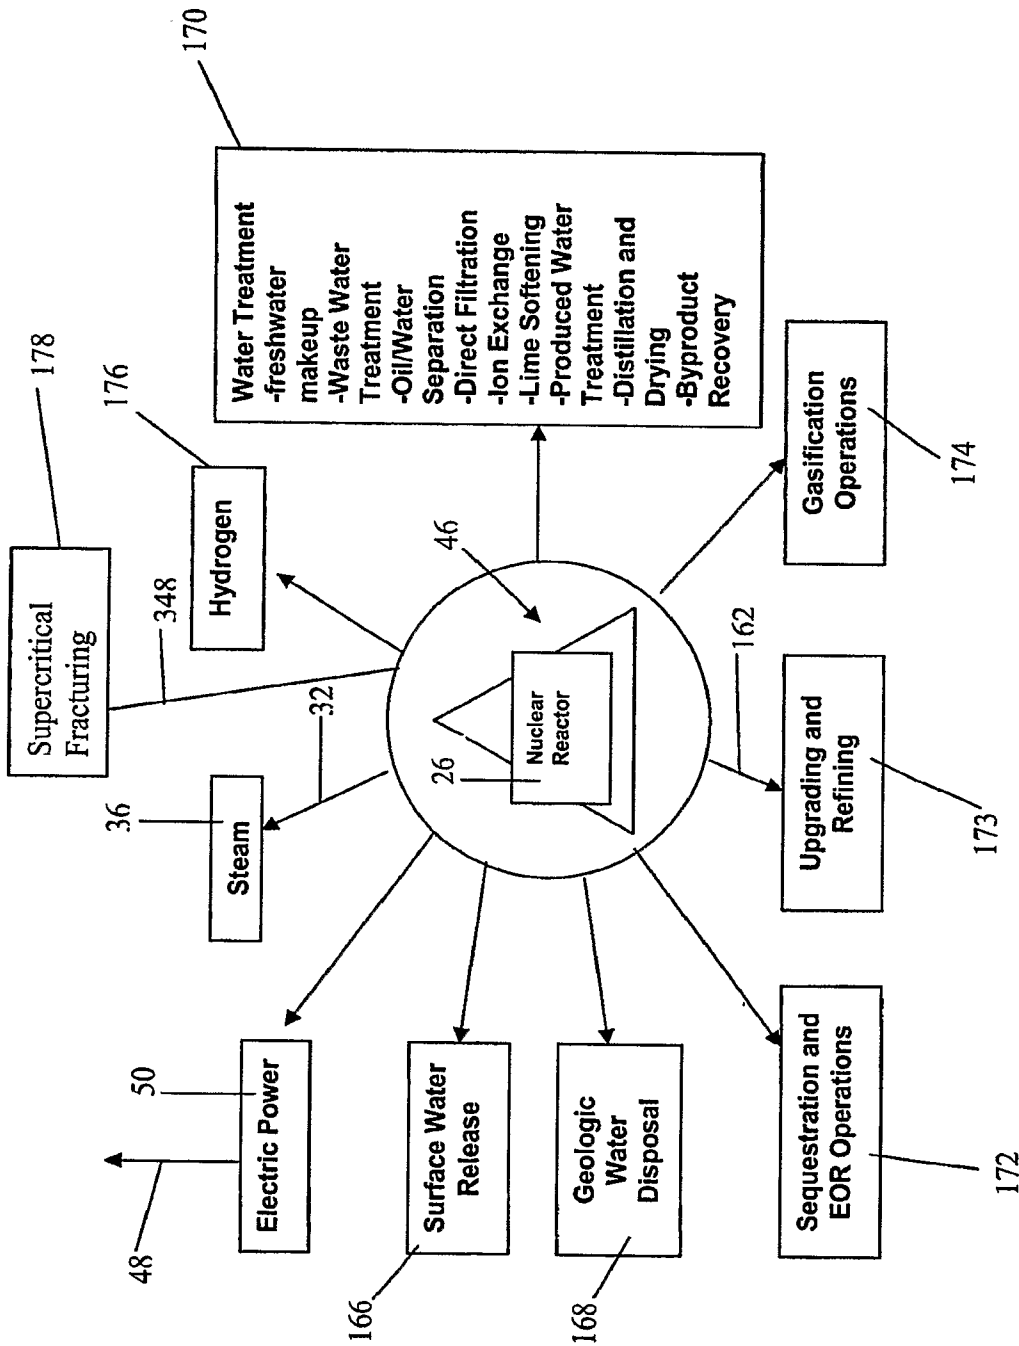 178
Supercritical
Fracturing
348
176
Hydrogen
170
Water Treatment
-freshwater
makeup
-Waste Water
Treatment
-Oil/Water
Separation
-Direct Filtration
-Ion Exchange
-Lime Softening
-Produced Water
Treatment
-Distillation and
Drying
-Byproduct
Recovery
36
Steam
32
46
26
Nuclear
Reactor
48
50
Electric Power
Surface Water
Release
166
Geologic
Water
Disposal
168
Sequestration and
EOR Operations
172
162
Upgrading and
Refining
173
Gasification
Operations
174